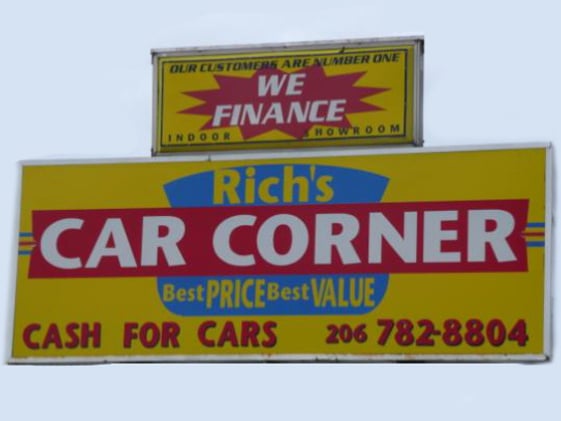 OUR CUSTOMERS ARE NUMBER ONE
WE
FINANCE
INDOOR SHOWROOM
Rich's
CAR CORNER
Best PRICE Best VALUE
CASH FOR CARS 206 782-8804